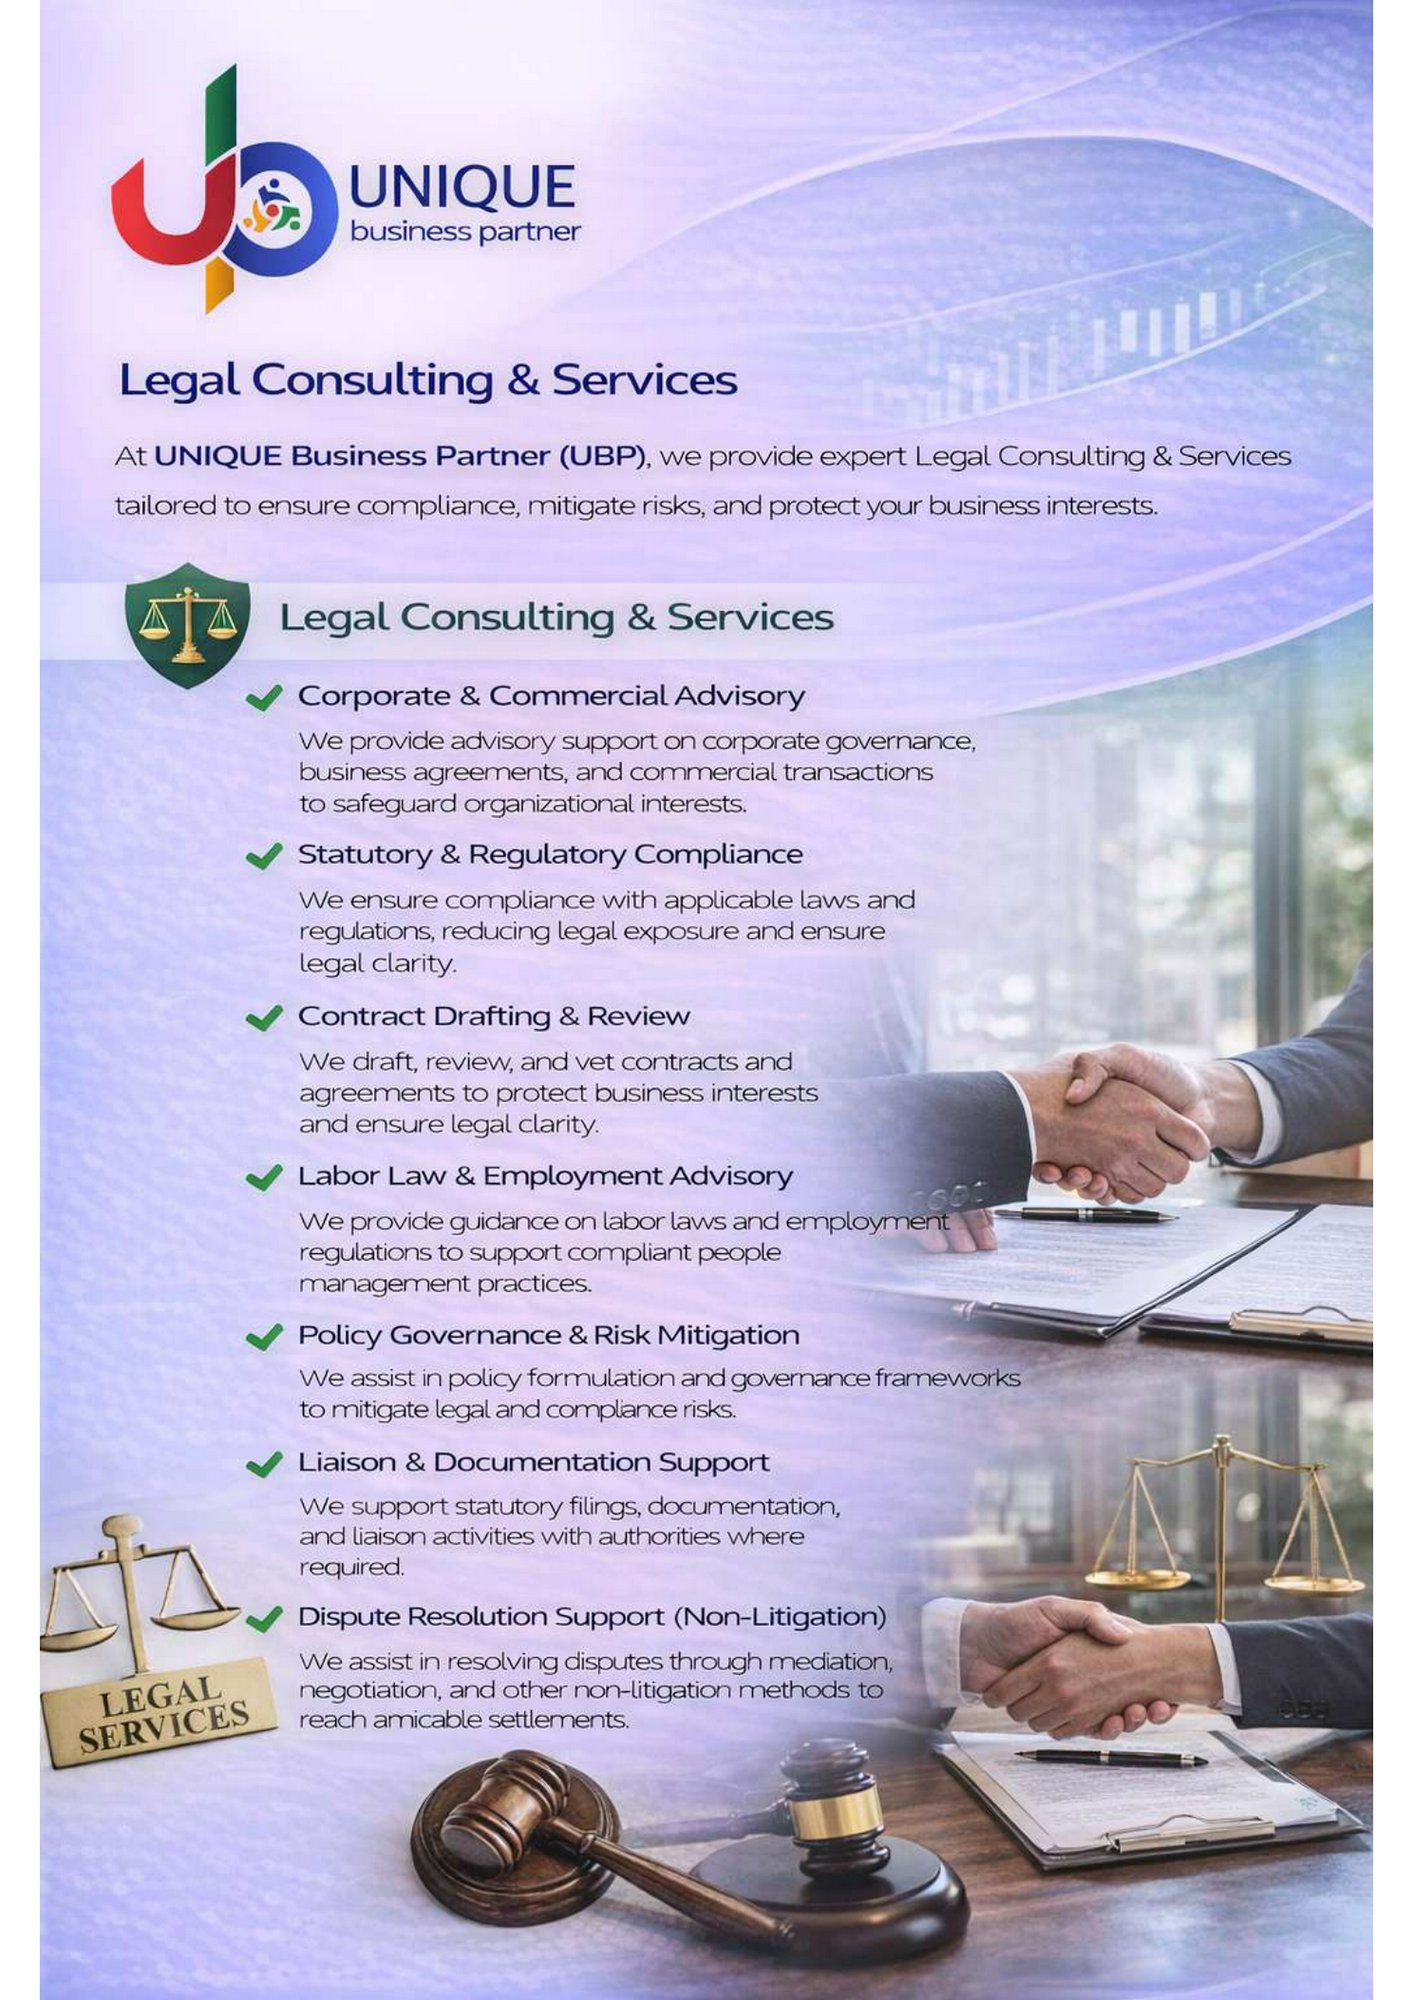 UNIQUE
business partner
Legal Consulting & Services
At UNIQUE Business Partner (UBP), we provide expert Legal Consulting & Services
tailored to ensure compliance, mitigate risks, and protect your business interests.
Legal Consulting & Services
Corporate & Commercial Advisory
We provide advisory support on corporate governance,
business agreements, and commercial transactions
to safeguard organizational interests.
Statutory & Regulatory Compliance
We ensure compliance with applicable laws and
regulations, reducing legal exposure and ensure
legal clarity.
Contract Drafting & Review
We draft, review, and vet contracts and
agreements to protect business interests
and ensure legal clarity.
Labor Law & Employment Advisory
We provide guidance on labor laws and employment
regulations to support compliant people
management practices.
Policy Governance & Risk Mitigation
We assist in policy formulation and governance frameworks
to mitigate legal and compliance risks.
Liaison & Documentation Support
We support statutory filings, documentation,
and liaison activities with authorities where
required.
Dispute Resolution Support (Non-Litigation)
We assist in resolving disputes through mediation,
negotiation, and other non-litigation methods to
reach amicable settlements.
LEGAL
SERVICES